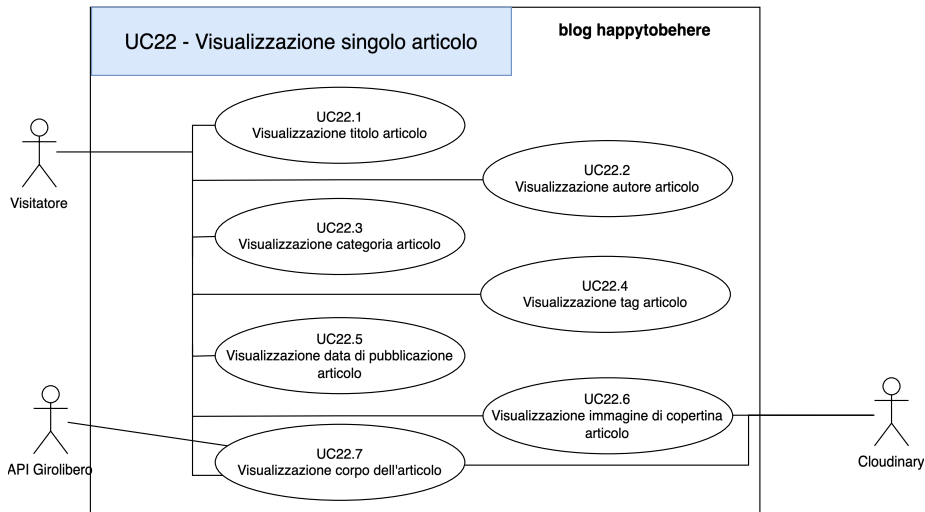 UC22 - Visualizzazione singolo articolo
blog happytobehere
UC22.1
Visualizzazione titolo articolo
UC22.2
Visualizzazione autore articolo
Visitatore
UC22.3
Visualizzazione categoria articolo
UC22.4
Visualizzazione tag articolo
UC22.5
Visualizzazione data di pubblicazione
articolo
UC22.6
Visualizzazione immagine di copertina
articolo
UC22.7
Visualizzazione corpo dell'articolo
API Girolibero
Cloudinary